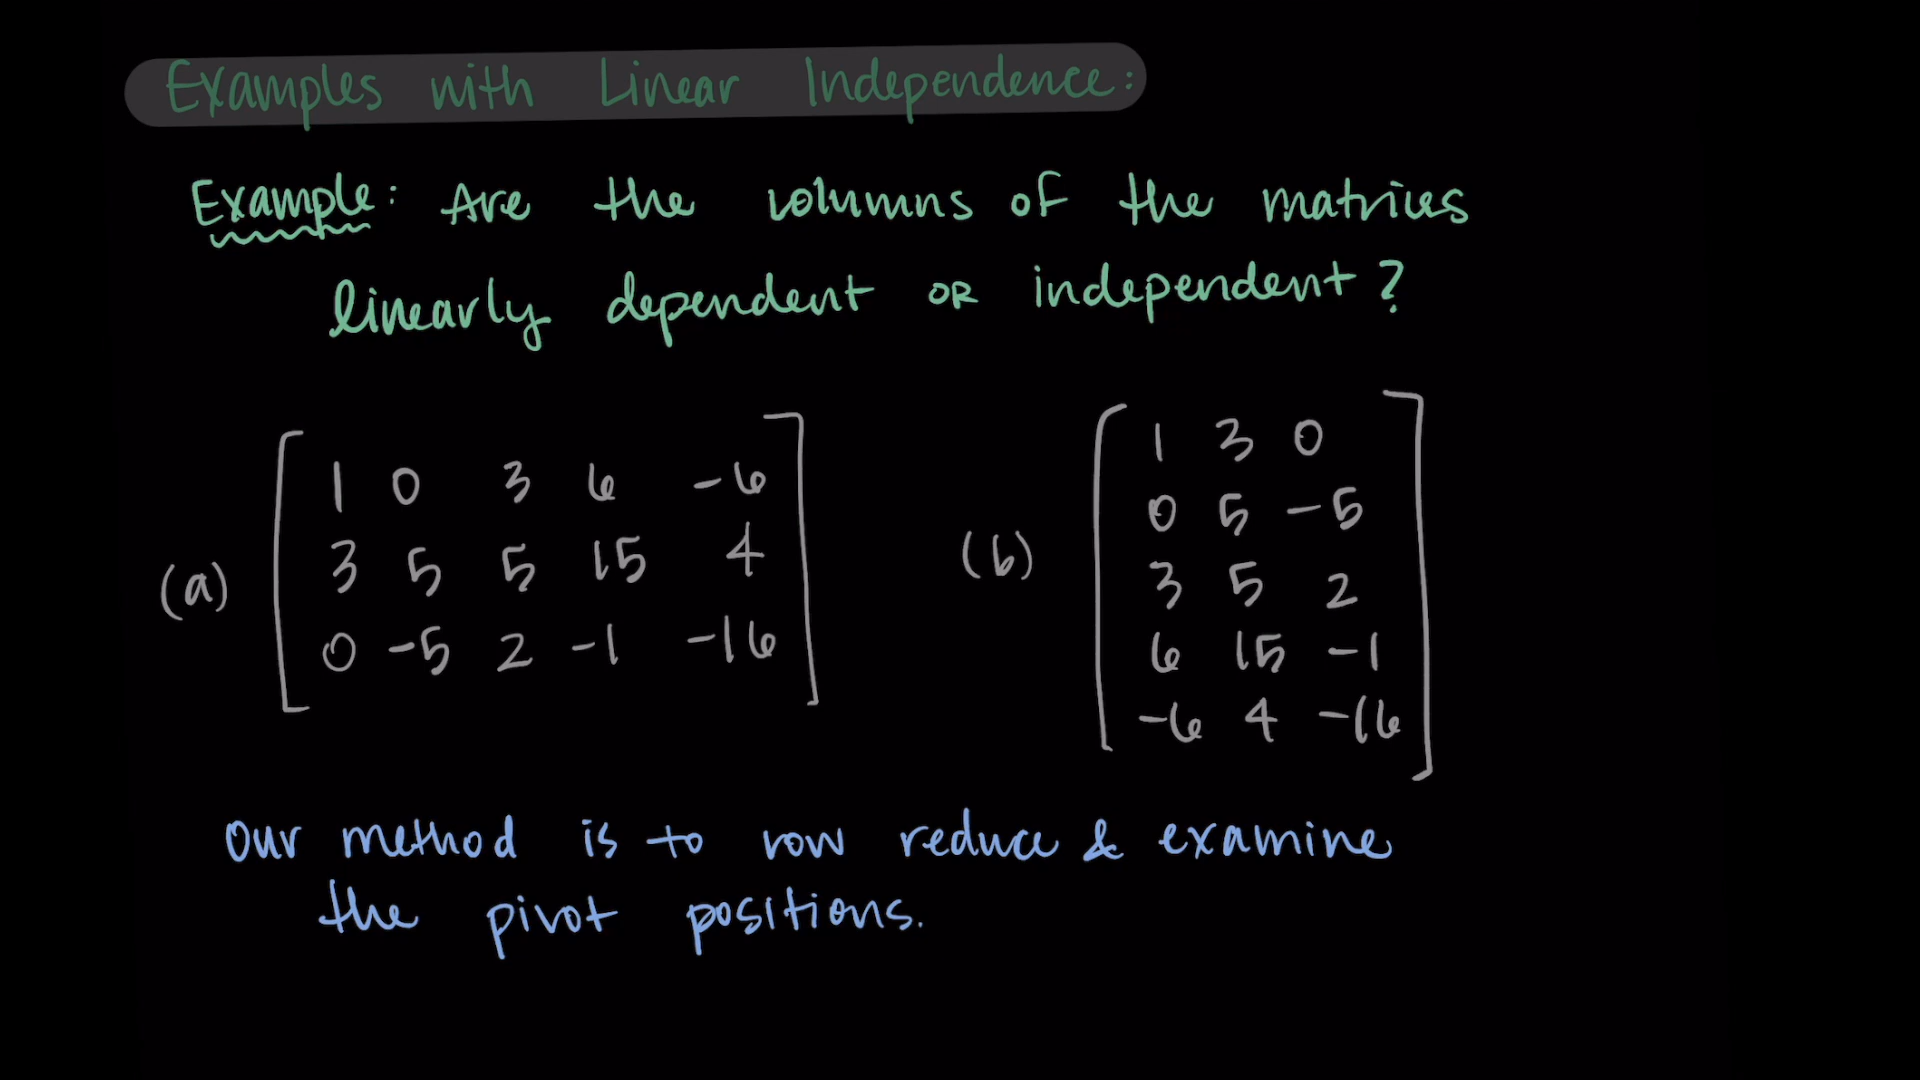 Examples with Linear Independence:
Example: Are the columns of the matrices
linearly dependent OR independent?
(a) [ 1 0 3 6 -6
3 5 5 15 4
0 -5 2 -1 -16 ]
(b) [ 1 3 0
0 5 -5
3 5 2
6 15 -1
-6 4 -16 ]
Our method is to row reduce & examine
the pivot positions.